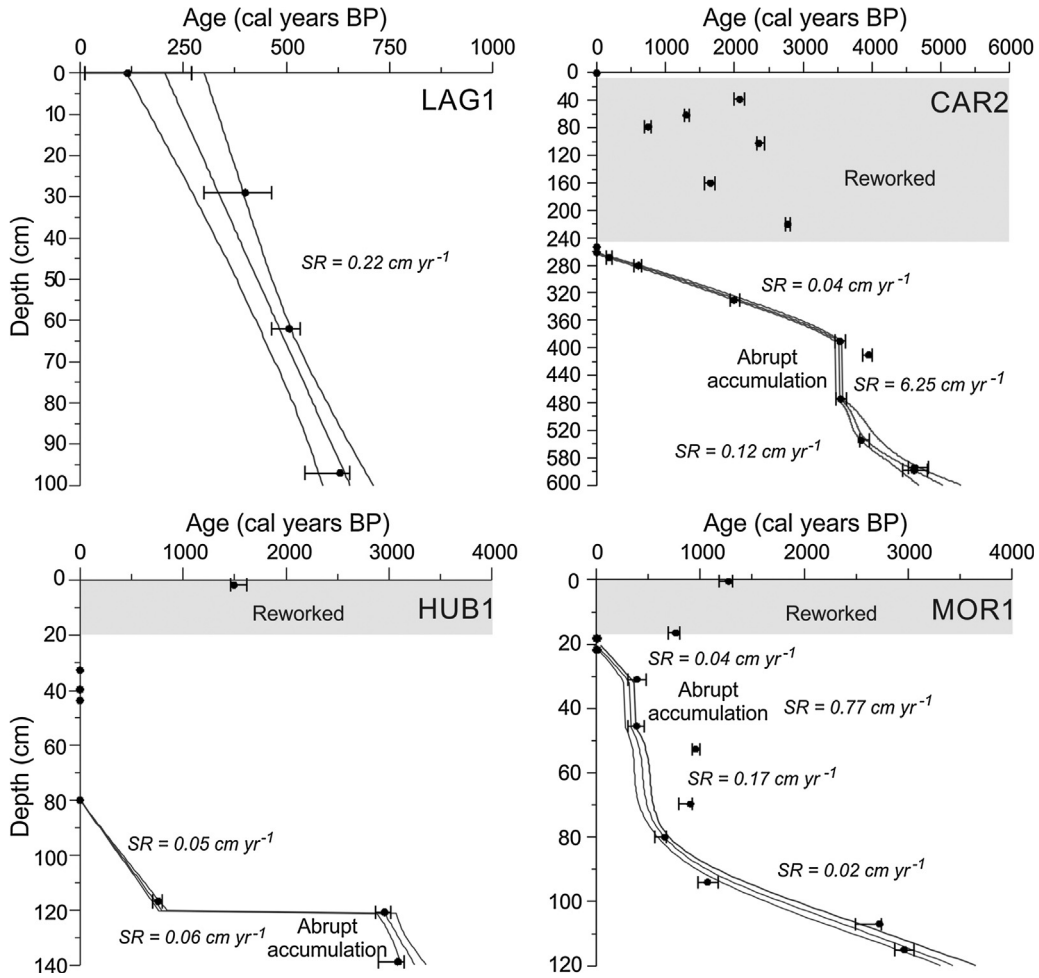 Age (cal years BP)
0 250 500 750 1000
LAG1
0
10
20
30
40
50
60
70
80
90
100
Depth (cm)
SR = 0.22 cm yr⁻¹
Age (cal years BP)
0 1000 2000 3000 4000 5000 6000
CAR2
0
40
80
120
160
200
240
280
330
360
400
440
480
520
580
600
Reworked
SR = 0.04 cm yr⁻¹
Abrupt
accumulation
SR = 6.25 cm yr⁻¹
SR = 0.12 cm yr⁻¹
Age (cal years BP)
0 1000 2000 3000 4000
HUB1
0
20
40
60
80
100
120
140
Depth (cm)
Reworked
SR = 0.05 cm yr⁻¹
SR = 0.06 cm yr⁻¹
Abrupt
accumulation
Age (cal years BP)
0 1000 2000 3000 4000
MOR1
0
20
40
60
80
100
120
Reworked
SR = 0.04 cm yr⁻¹
Abrupt
accumulation
SR = 0.77 cm yr⁻¹
SR = 0.17 cm yr⁻¹
SR = 0.02 cm yr⁻¹